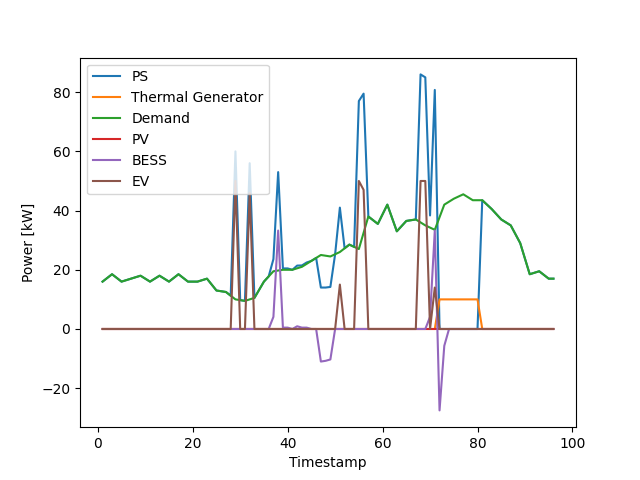 PS
Thermal Generator
Demand
PV
BESS
EV
80
60
40
20
0
−20
Power [kW]
0 20 40 60 80 100
Timestamp